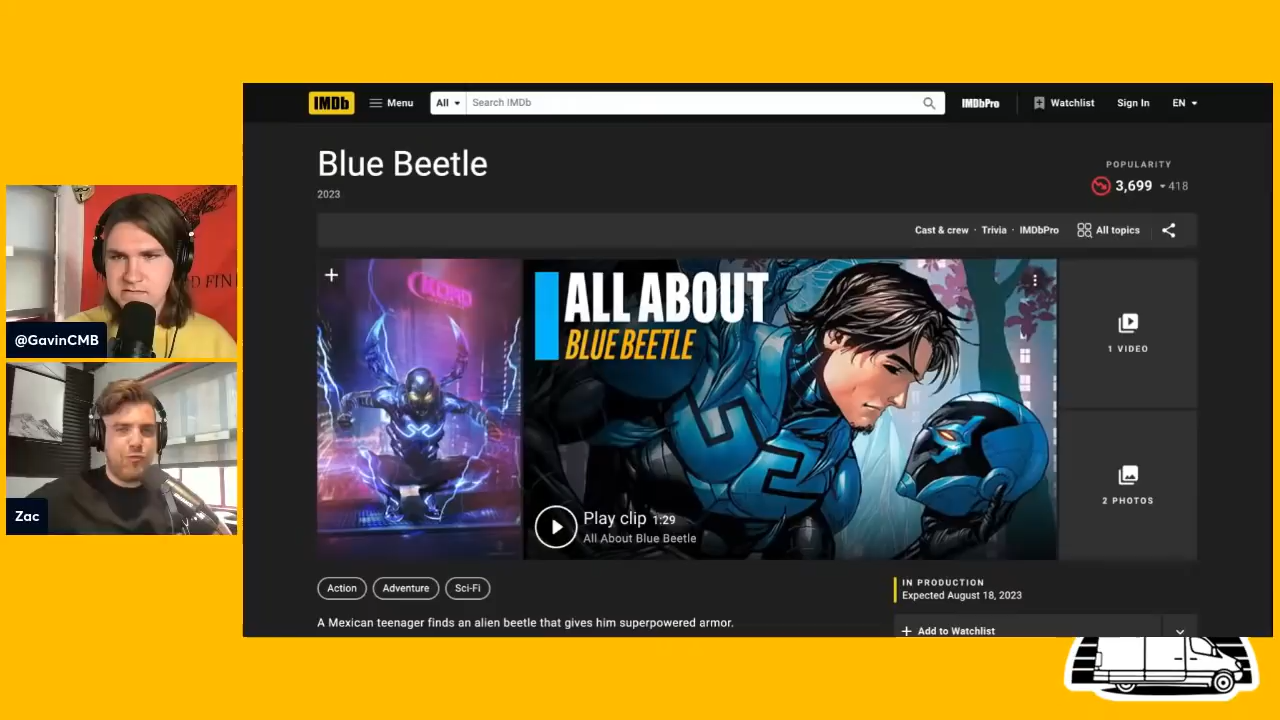 IMDb
Menu
All
Search IMDb
IMDbPro
Watchlist
Sign In
EN
Blue Beetle
2023
POPULARITY
3,699
418
Cast & crew · Trivia · IMDbPro
All topics
KORD
ALL ABOUT
BLUE BEETLE
Play clip 1:29
All About Blue Beetle
1 VIDEO
2 PHOTOS
Action
Adventure
Sci-Fi
IN PRODUCTION
Expected August 18, 2023
A Mexican teenager finds an alien beetle that gives him superpowered armor.
Add to Watchlist
@GavinCMB
D FIN
Zac